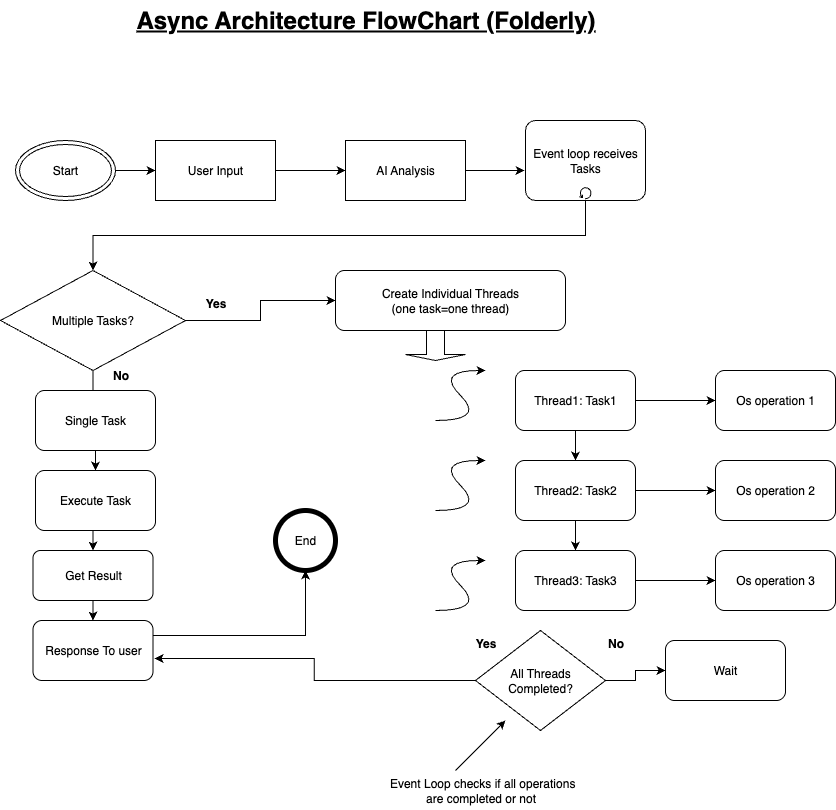 Async Architecture FlowChart (Folderly)
Start
User Input
AI Analysis
Event loop receives
Tasks
Multiple Tasks?
Yes
Create Individual Threads
(one task=one thread)
No
Single Task
Thread1: Task1
Os operation 1
Execute Task
Thread2: Task2
Os operation 2
End
Get Result
Thread3: Task3
Os operation 3
Response To user
Yes
No
All Threads
Completed?
Wait
Event Loop checks if all operations
are completed or not